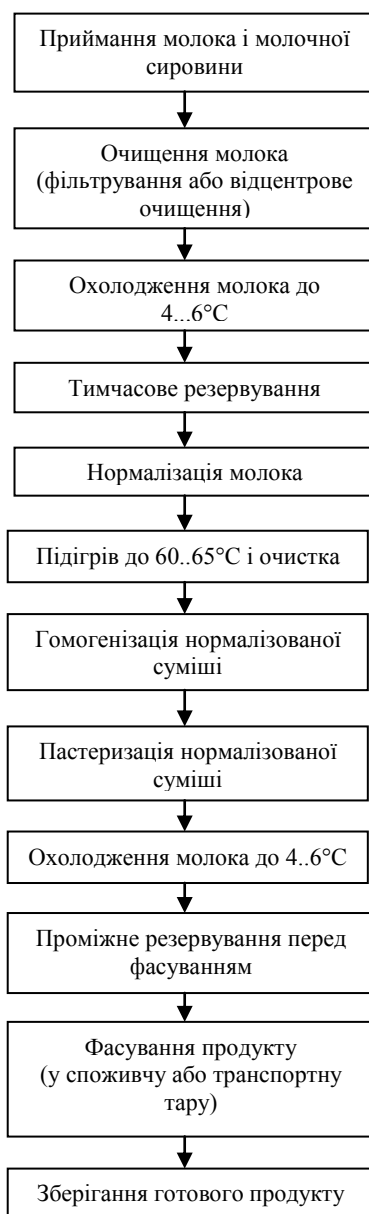 Приймання молока і молочної
сировини
Очищення молока
(фільтрування або відцентрове
очищення)
Охолодження молока до
4...6°С
Тимчасове резервування
Нормалізація молока
Підігрів до 60..65°С і очистка
Гомогенізація нормалізованої
суміші
Пастеризація нормалізованої
суміші
Охолодження молока до 4..6°С
Проміжне резервування перед
фасуванням
Фасування продукту
(у споживчу або транспортну
тару)
Зберігання готового продукту